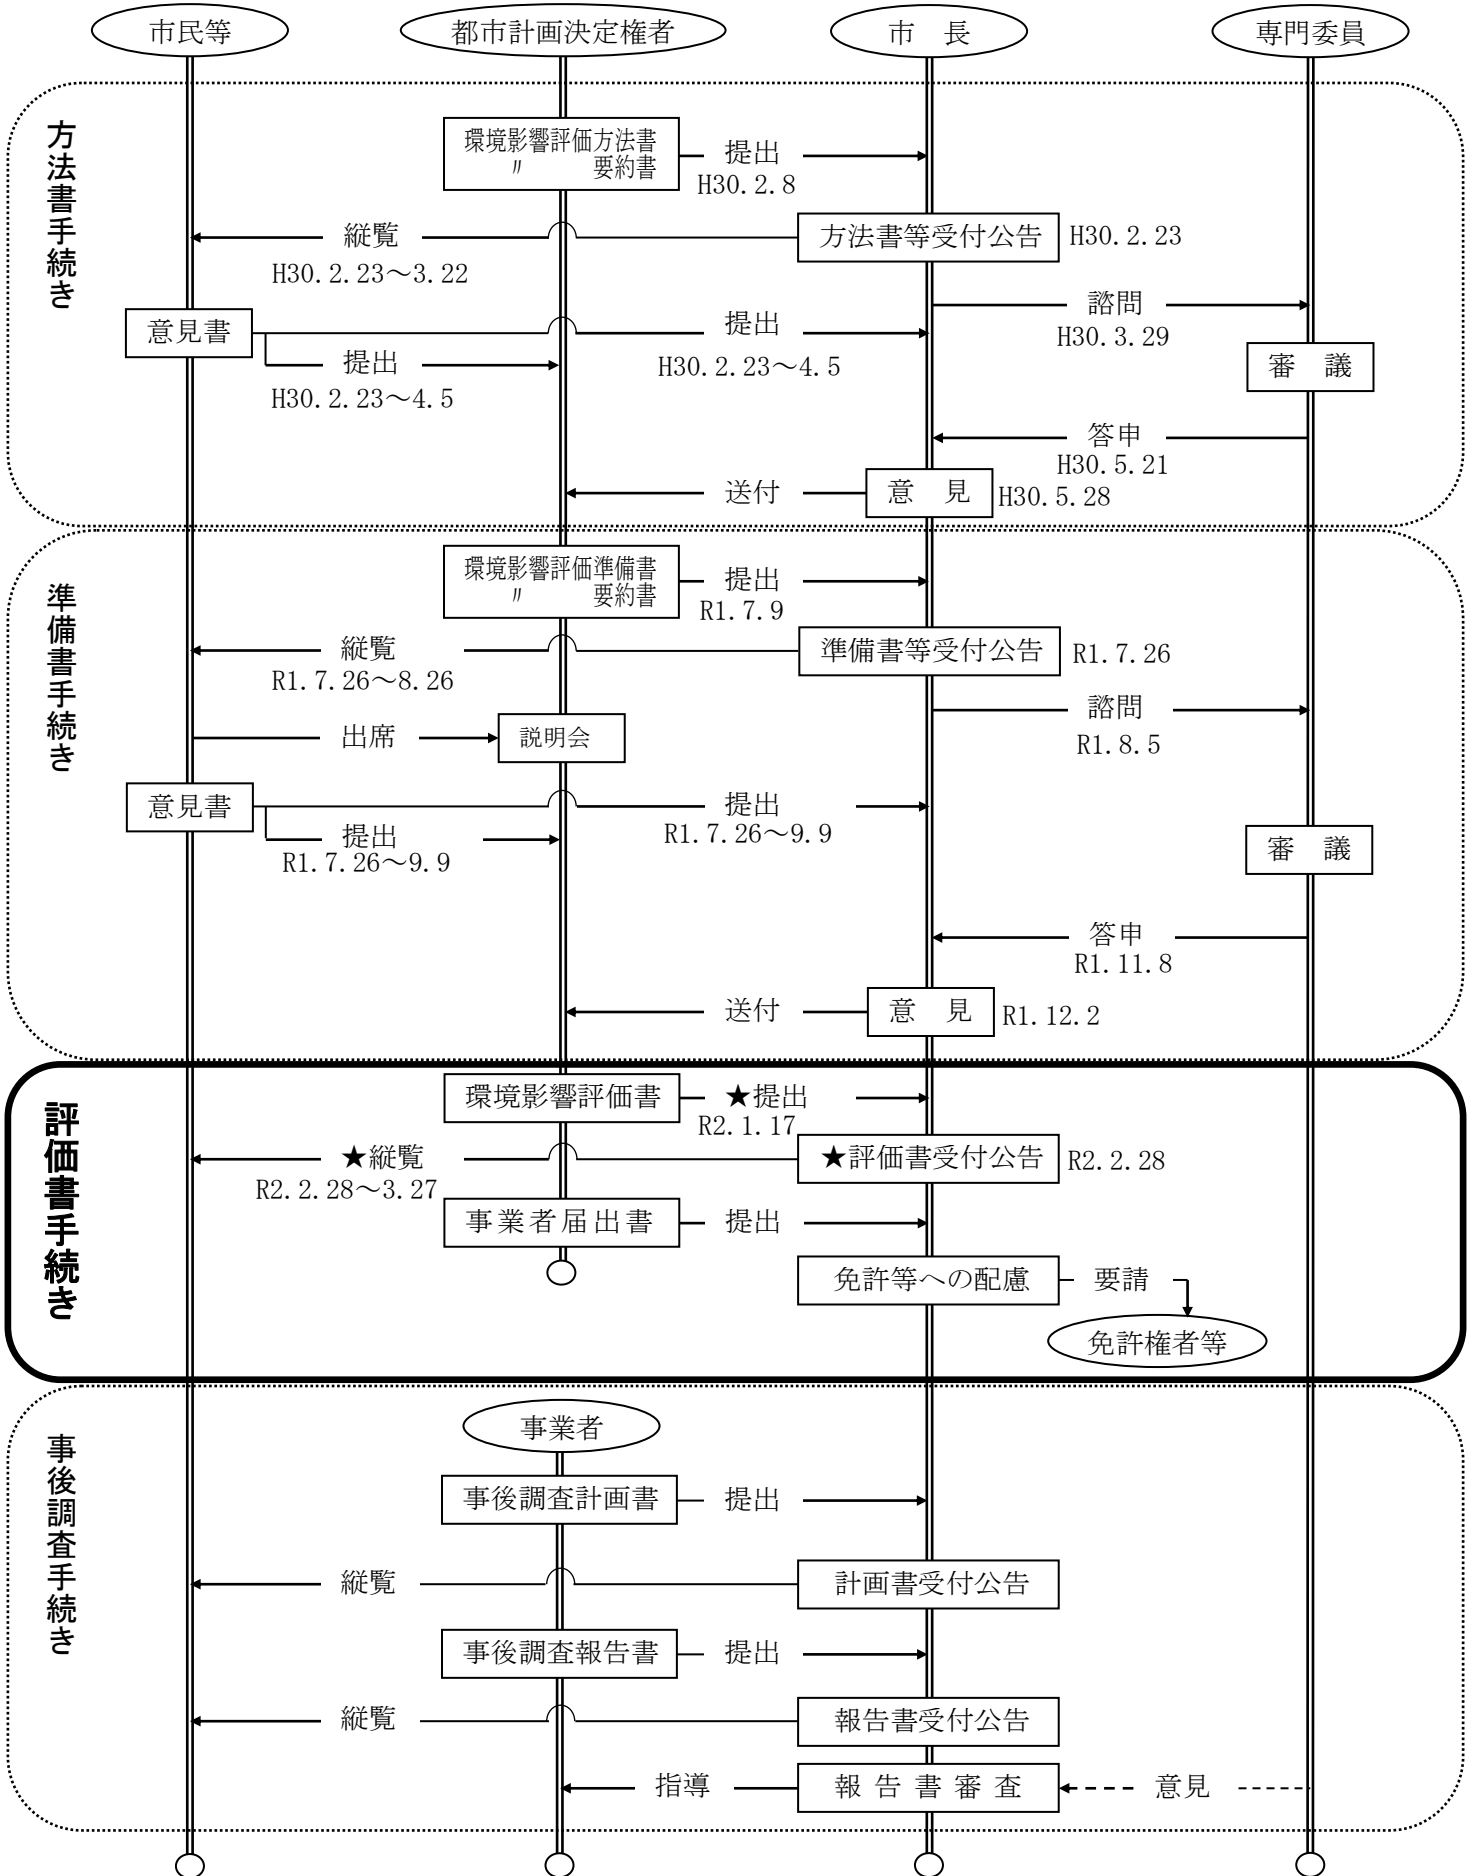 市民等
都市計画決定権者
市　長
専門委員
方法書手続き
環境影響評価方法書
〃　　　要約書
提出
H30.2.8
縦覧
方法書等受付公告
H30.2.23
H30.2.23～3.22
諮問
H30.3.29
意見書
提出
H30.2.23～4.5
提出
H30.2.23～4.5
審　議
答申
H30.5.21
送付
意　見
H30.5.28
準備書手続き
環境影響評価準備書
〃　　　要約書
提出
R1.7.9
縦覧
準備書等受付公告
R1.7.26
R1.7.26～8.26
諮問
R1.8.5
出席
説明会
意見書
提出
R1.7.26～9.9
提出
R1.7.26～9.9
審　議
答申
R1.11.8
送付
意　見
R1.12.2
評価書手続き
環境影響評価書
★提出
R2.1.17
★縦覧
★評価書受付公告
R2.2.28
R2.2.28～3.27
事業者届出書
提出
免許等への配慮
要請
免許権者等
事後調査手続き
事業者
事後調査計画書
提出
縦覧
計画書受付公告
事後調査報告書
提出
縦覧
報告書受付公告
指導
報告書審査
意見